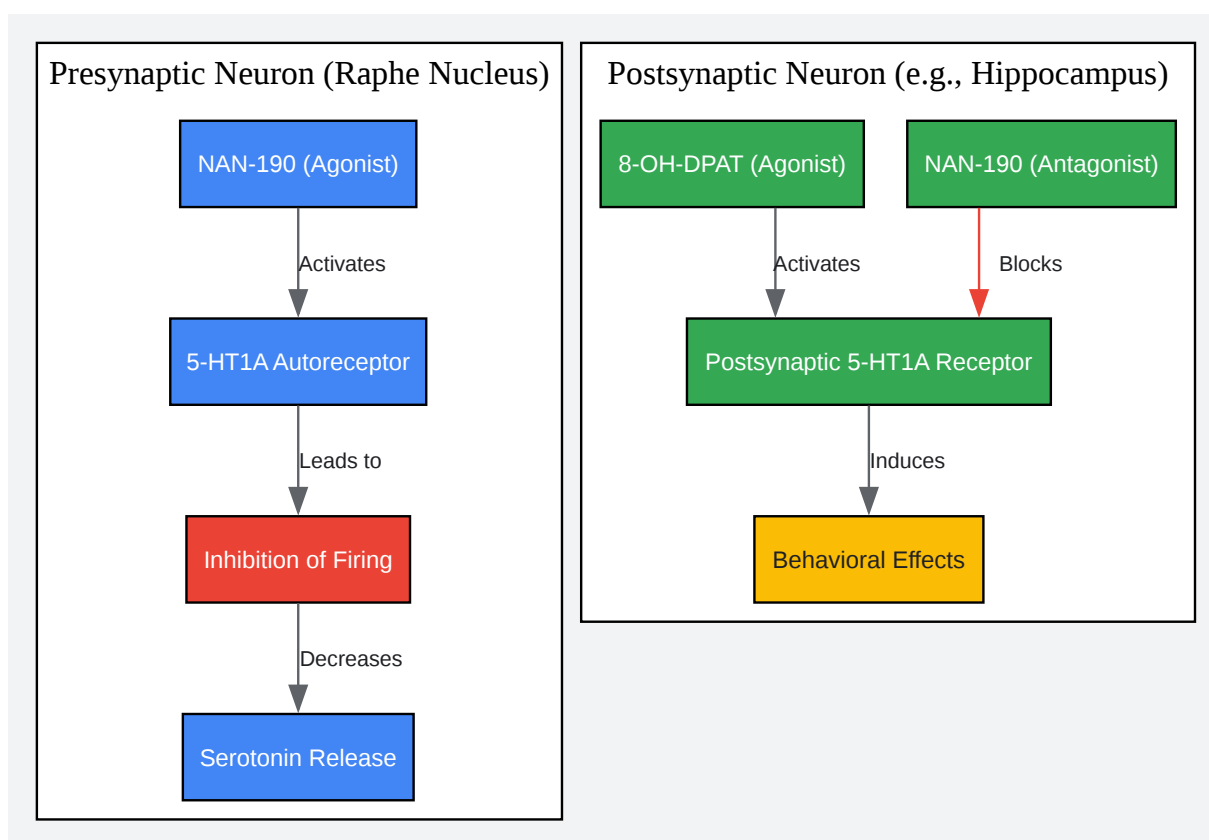 Presynaptic Neuron (Raphe Nucleus)
NAN-190 (Agonist)
Activates
5-HT1A Autoreceptor
Leads to
Inhibition of Firing
Decreases
Serotonin Release
Postsynaptic Neuron (e.g., Hippocampus)
8-OH-DPAT (Agonist)
NAN-190 (Antagonist)
Activates
Blocks
Postsynaptic 5-HT1A Receptor
Induces
Behavioral Effects